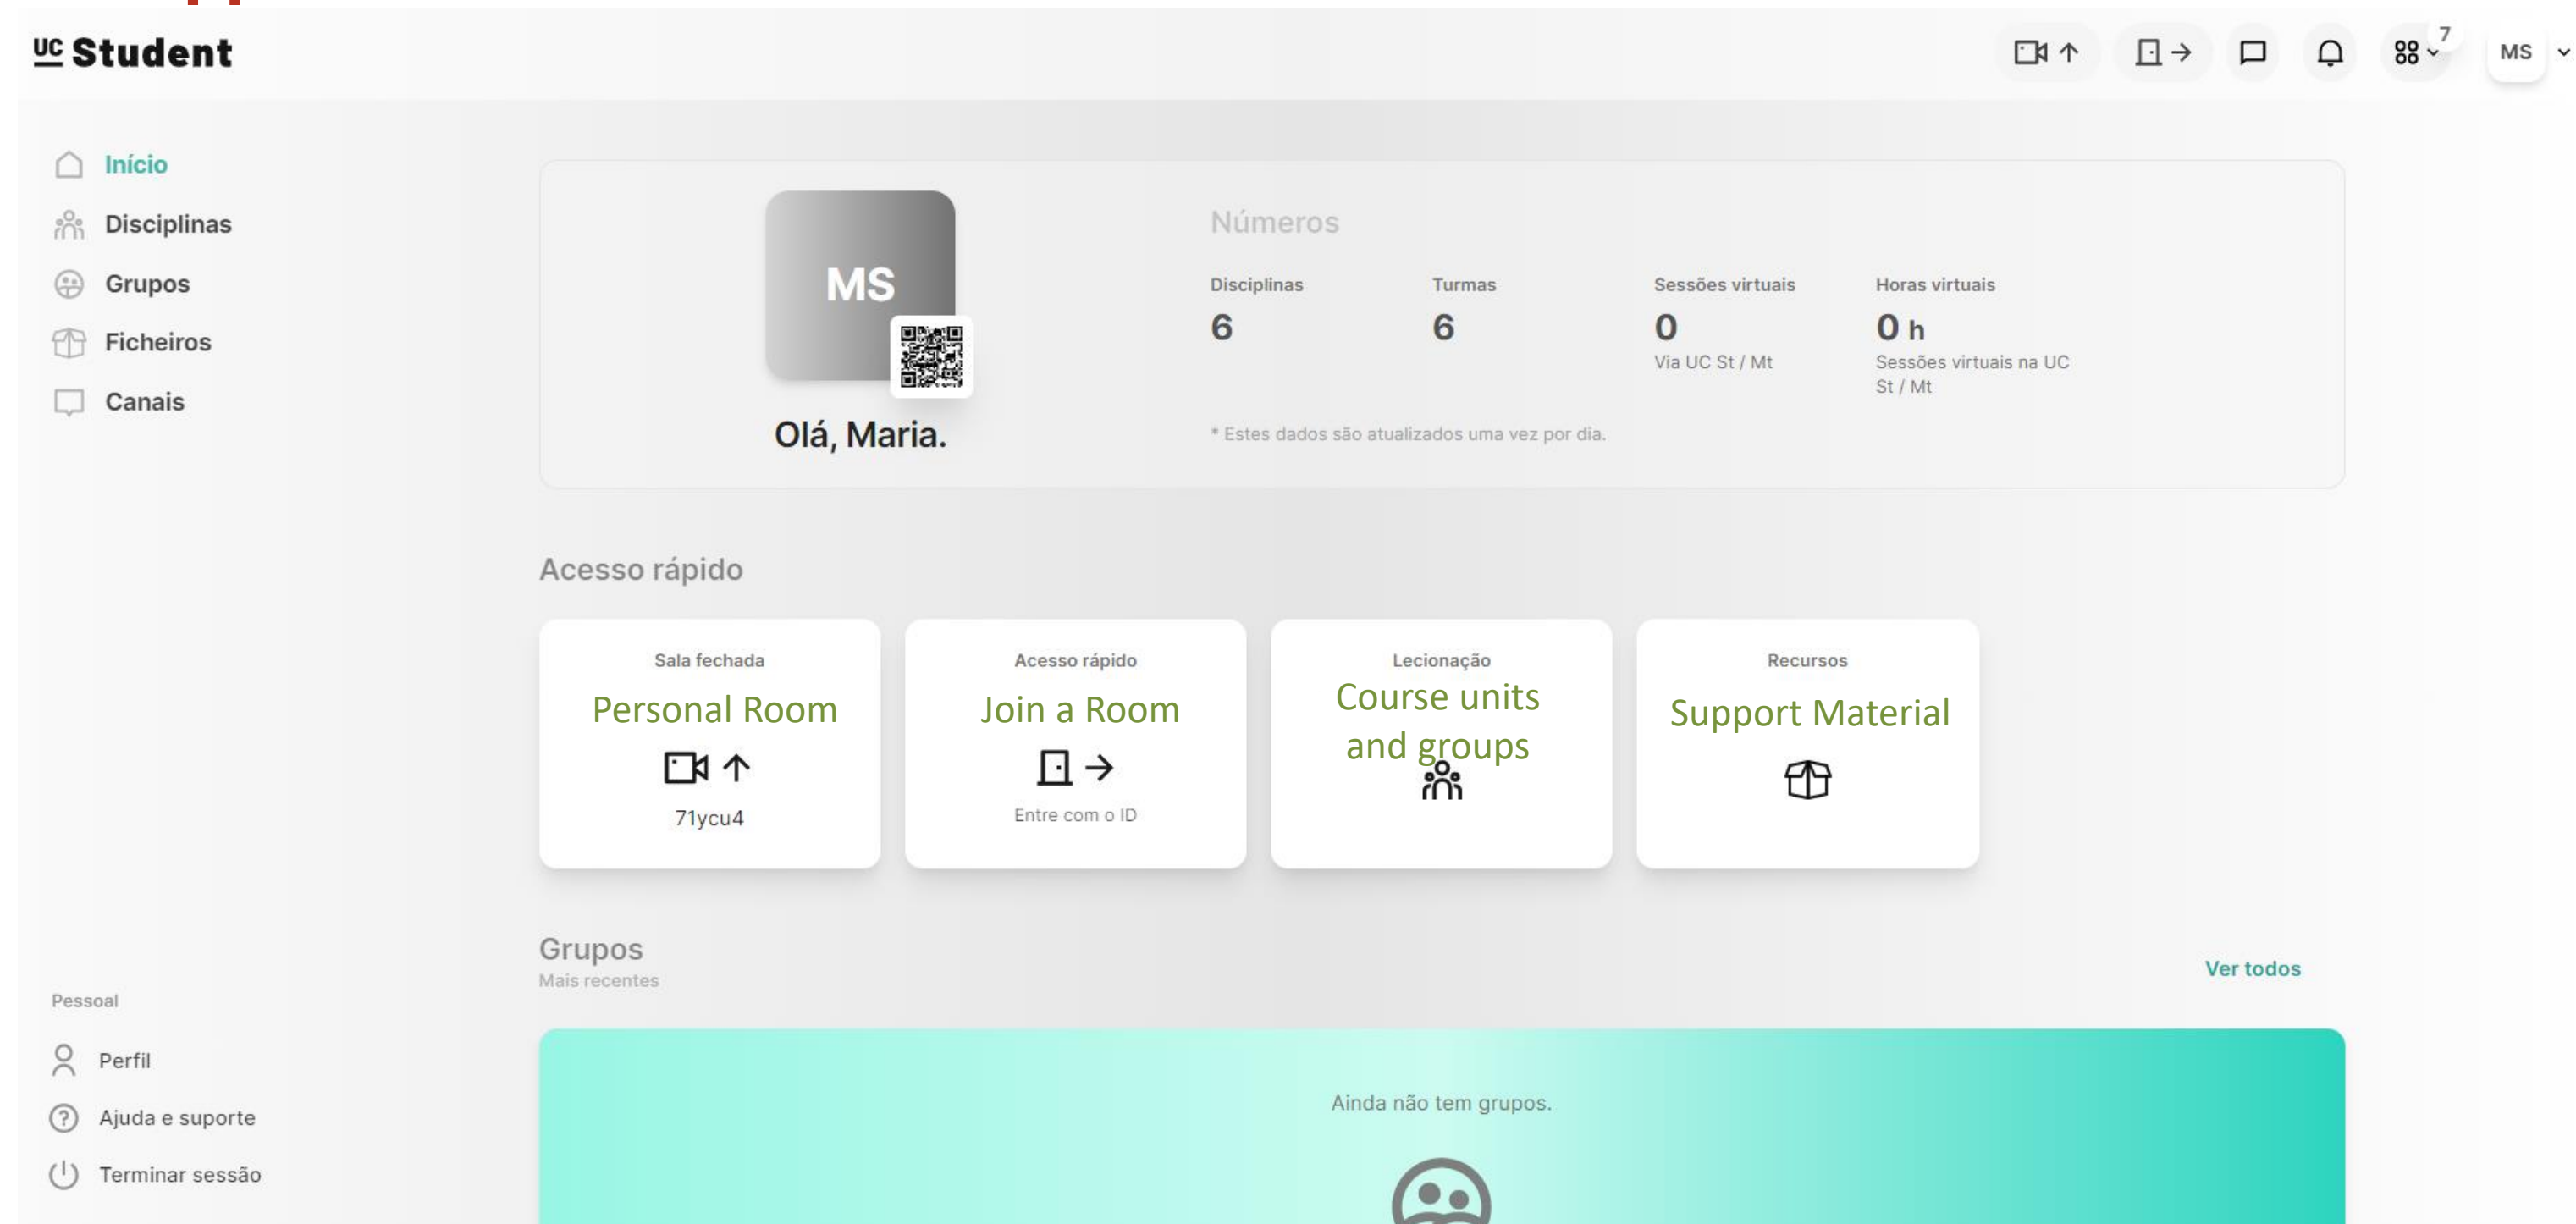 UC Student
7
MS
Início
Disciplinas
Grupos
Ficheiros
Canais
MS
Olá, Maria.
Números
Disciplinas
6
Turmas
6
Sessões virtuais
0
Via UC St / Mt
Horas virtuais
0 h
Sessões virtuais na UC
St / Mt
* Estes dados são atualizados uma vez por dia.
Acesso rápido
Sala fechada
Personal Room
71ycu4
Acesso rápido
Join a Room
Entre com o ID
Lecionação
Course units
and groups
Recursos
Support Material
Grupos
Mais recentes
Ver todos
Ainda não tem grupos.
Pessoal
Perfil
Ajuda e suporte
Terminar sessão